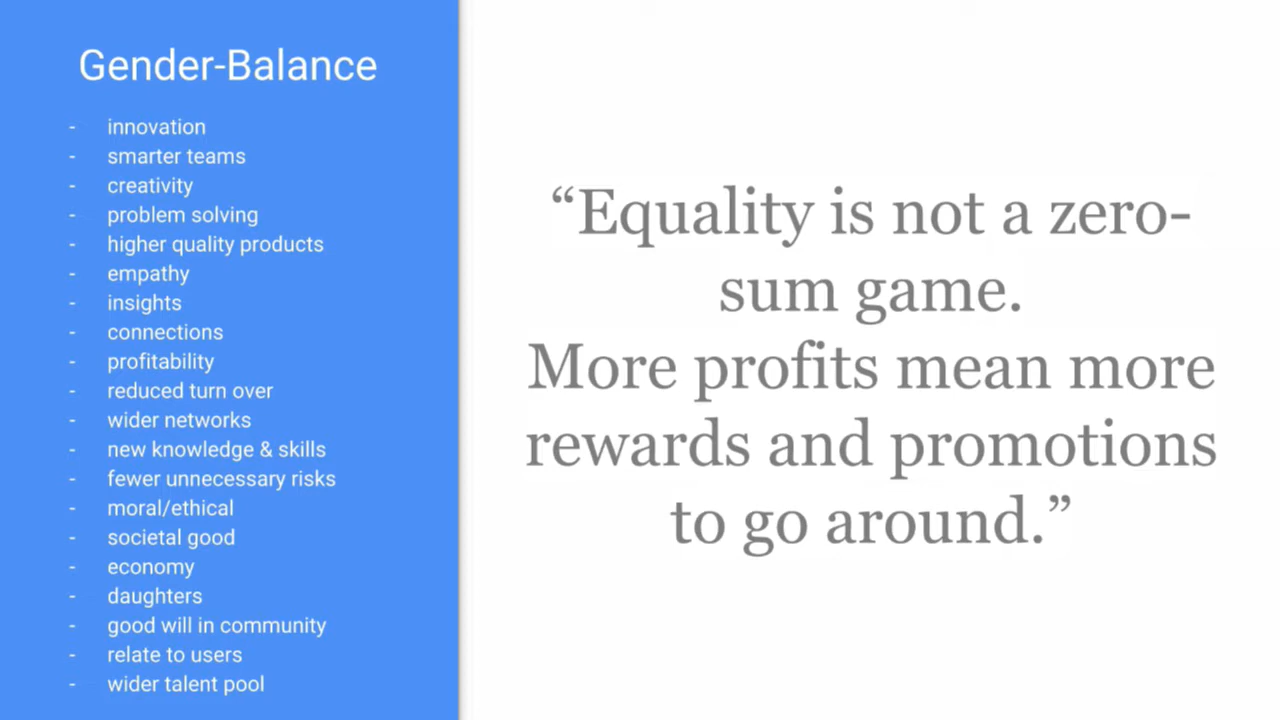 Gender-Balance
- innovation
- smarter teams
- creativity
- problem solving
- higher quality products
- empathy
- insights
- connections
- profitability
- reduced turn over
- wider networks
- new knowledge & skills
- fewer unnecessary risks
- moral/ethical
- societal good
- economy
- daughters
- good will in community
- relate to users
- wider talent pool
“Equality is not a zero-
sum game.
More profits mean more
rewards and promotions
to go around.”